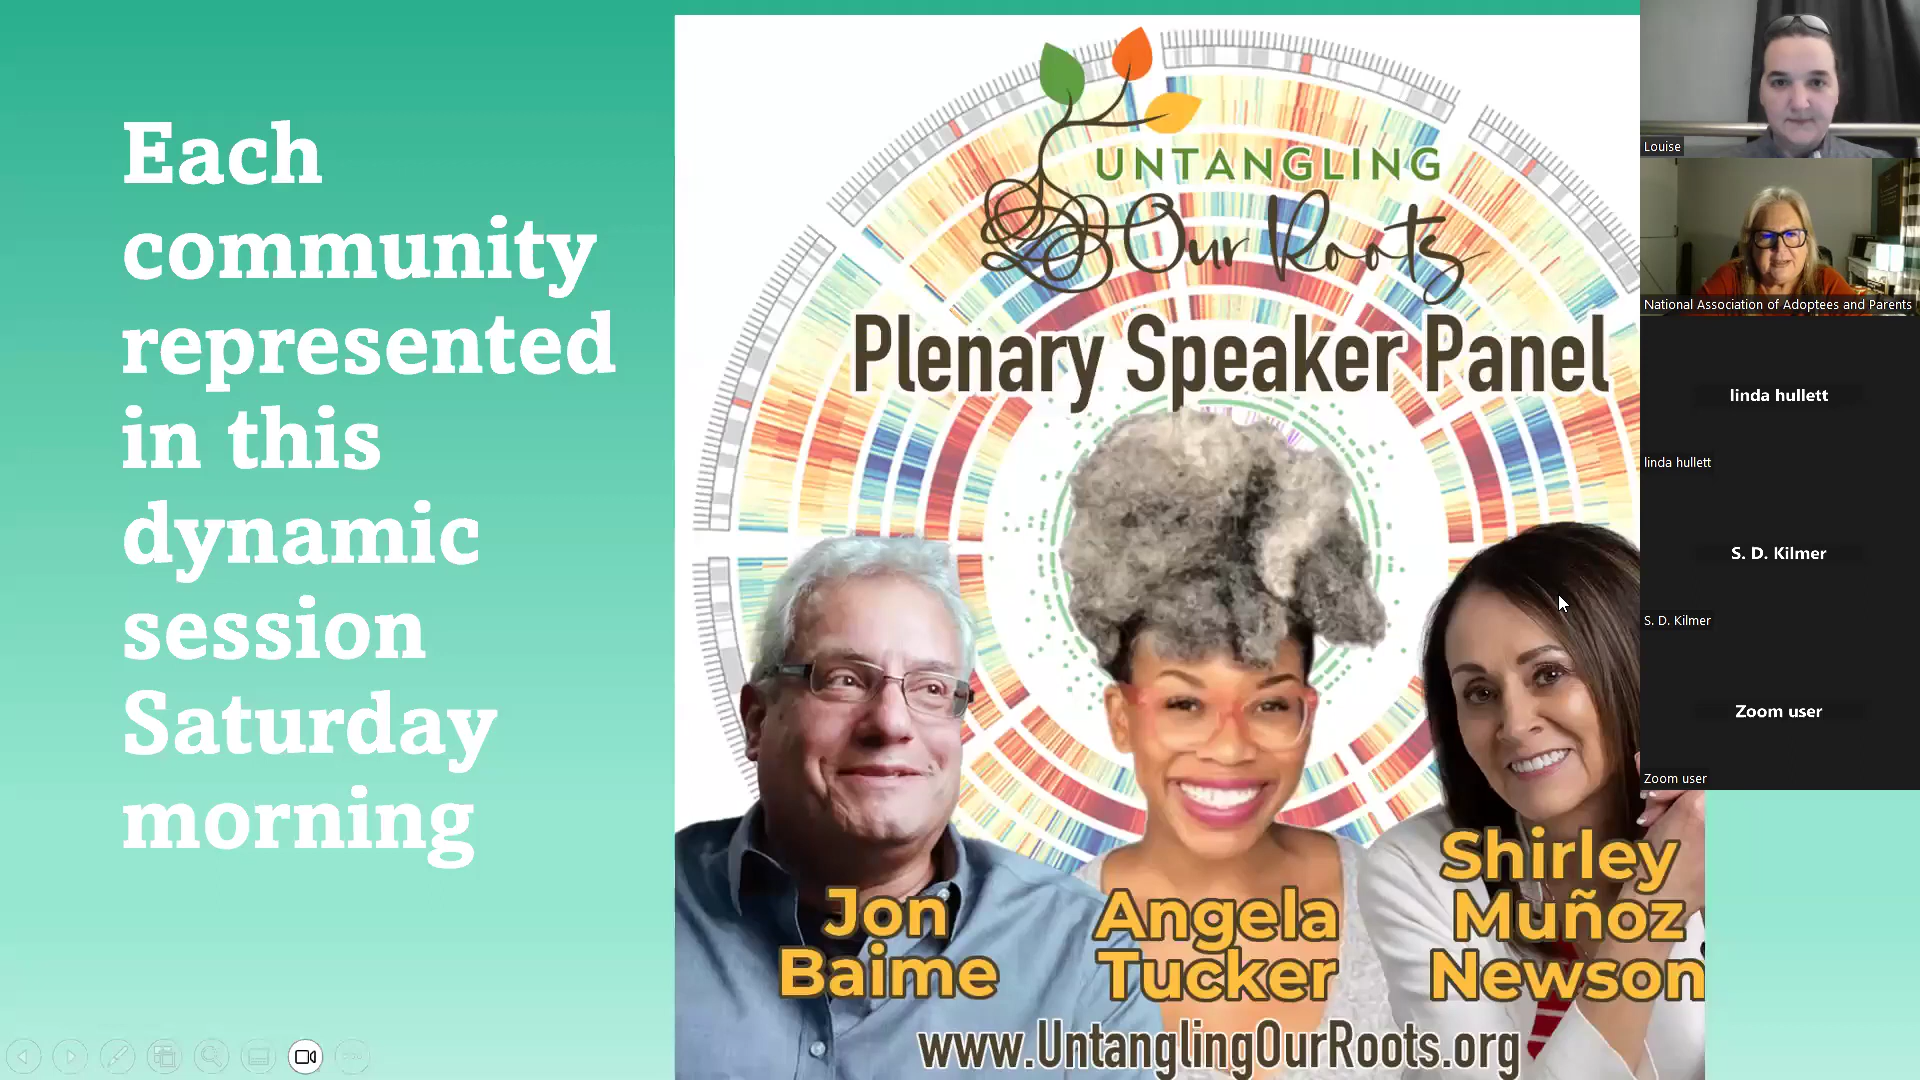 Each
community
represented
in this
dynamic
session
Saturday
morning
UNTANGLING
Our Roots
Plenary Speaker Panel
Jon
Baime
Angela
Tucker
Shirley
Muñoz
Newson
www.UntanglingOurRoots.org
Louise
National Association of Adoptees and Parents
linda hullett
linda hullett
S. D. Kilmer
S. D. Kilmer
Zoom user
Zoom user